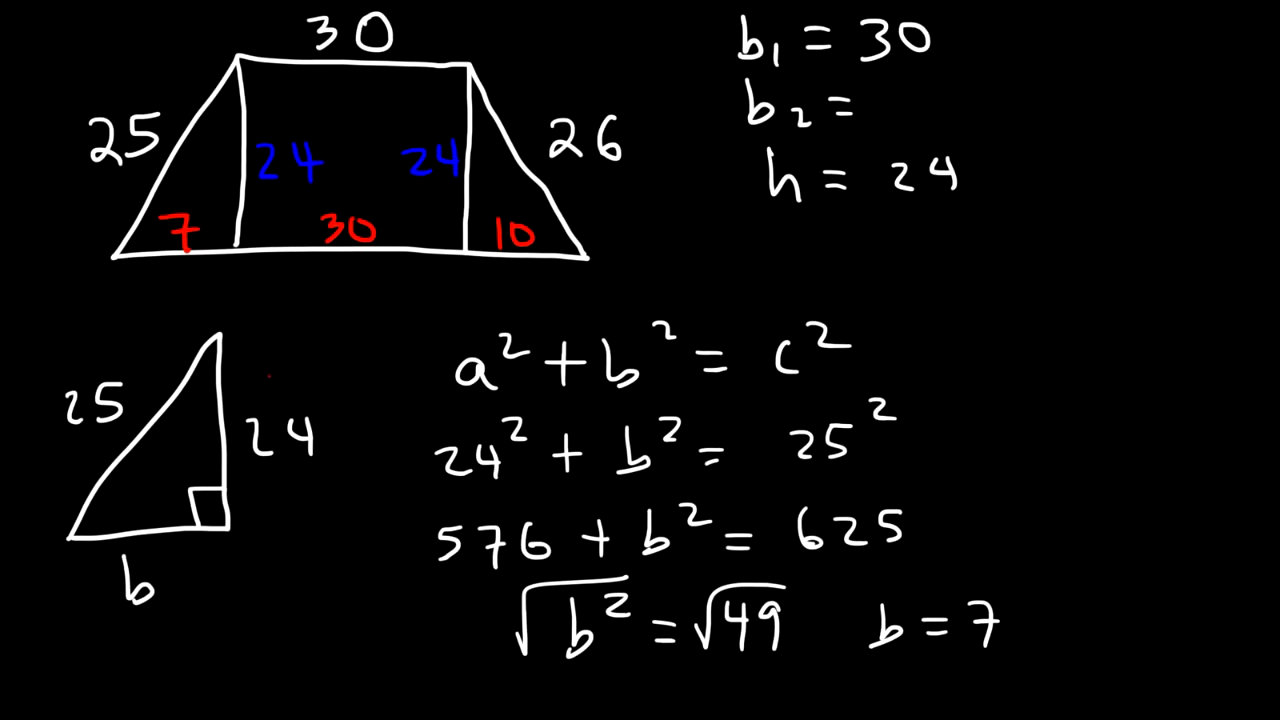 30
b₁ = 30
25 24 24 26
b₂ =
h = 24
7 30 10
a² + b² = c²
25 24
24² + b² = 25²
576 + b² = 625
b
√b² = √49 b = 7